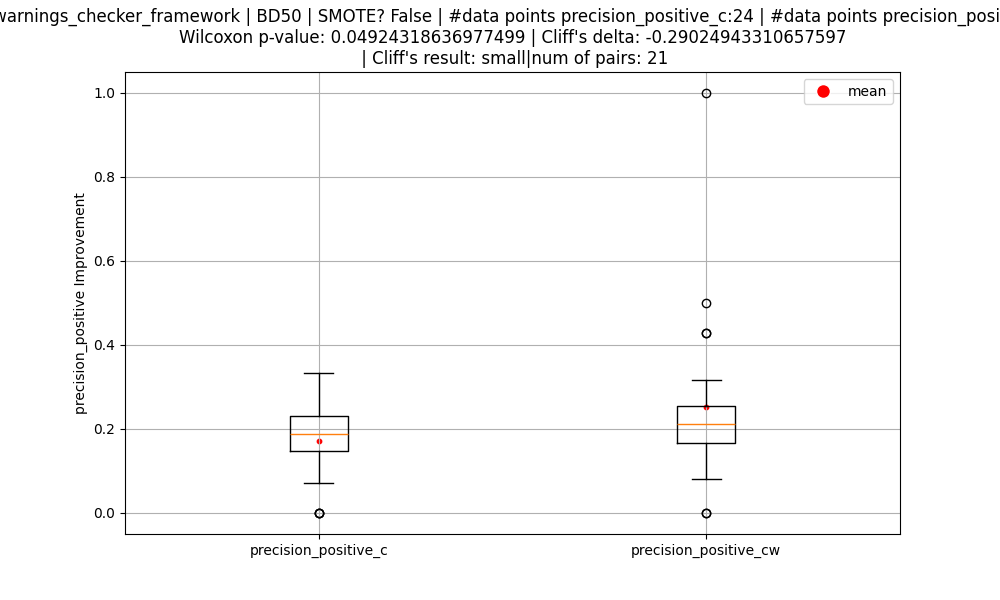 warnings_checker_framework | BD50 | SMOTE? False | #data points precision_positive_c:24 | #data points
Wilcoxon p-value: 0.04924318636977499 | Cliff's delta: -0.29024943310657597
| Cliff's result: small|num of pairs: 21
mean
1.0
0.8
0.6
0.4
0.2
0.0
precision_positive Improvement
precision_positive_c
precision_positive_cw